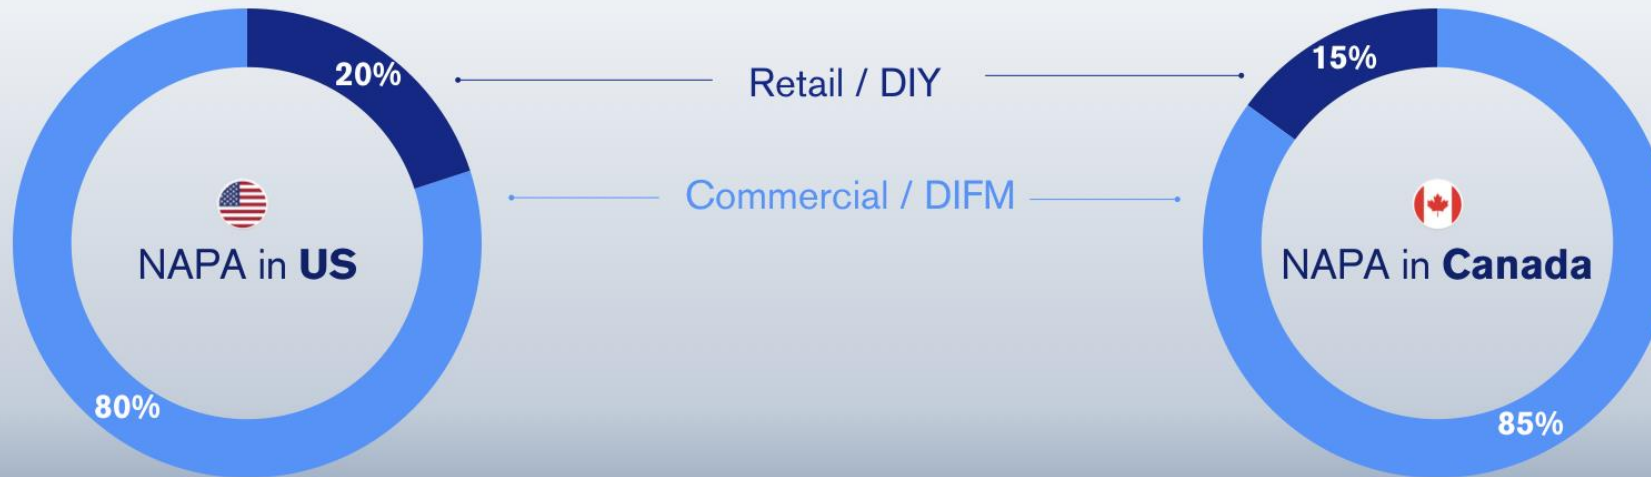 20%
80%
NAPA in US
Retail / DIY
Commercial / DIFM
15%
85%
NAPA in Canada